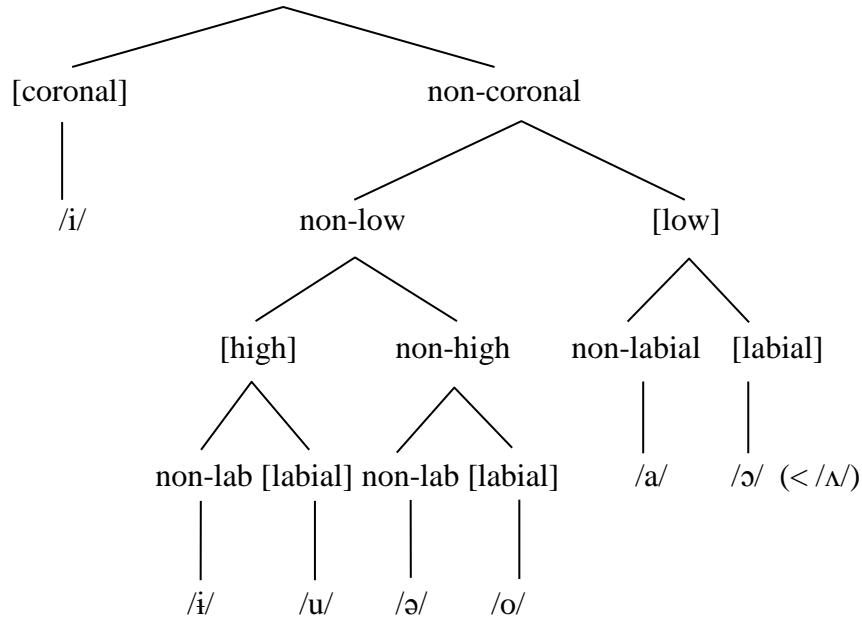 [coronal] non-coronal
/i/ non-low [low]
[high] non-high non-labial [labial]
non-lab [labial] non-lab [labial] /a/ /ɔ/ (< /ʌ/)
/ɨ/ /u/ /ə/ /o/